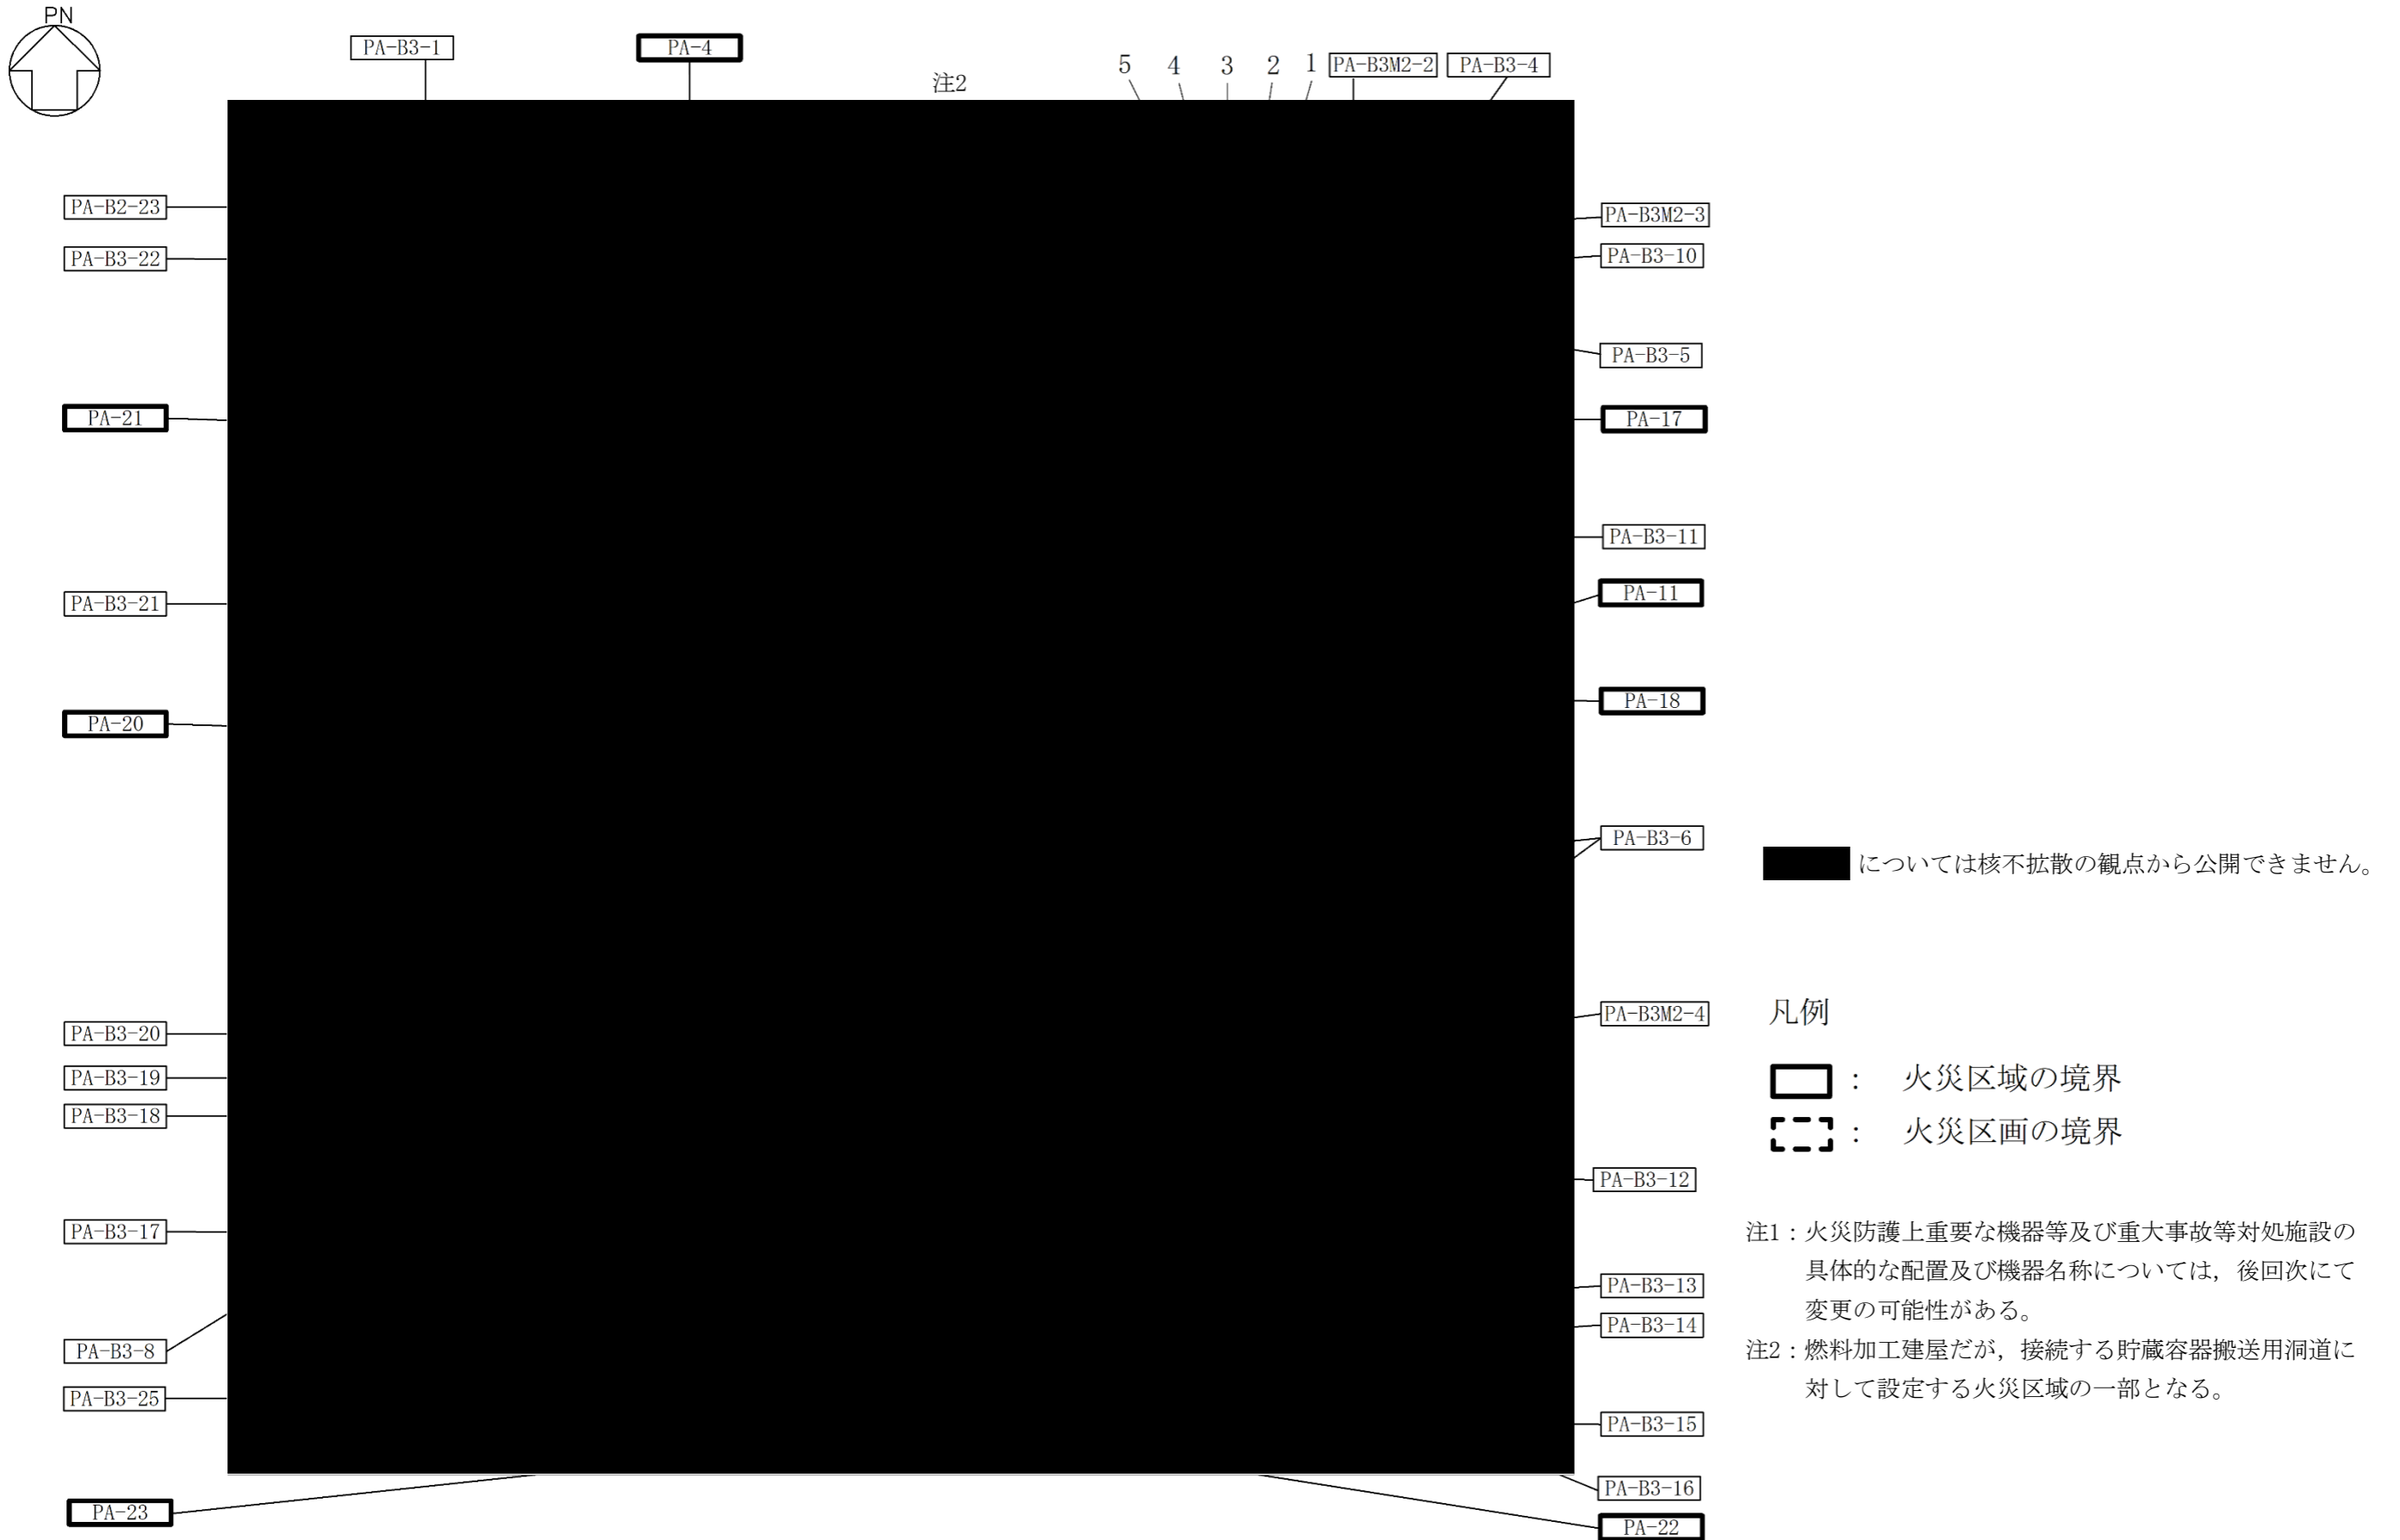 PN
PA-B3-1
PA-4
注2
5 4 3 2 1
PA-B3M2-2
PA-B3-4
PA-B2-23
PA-B3-22
PA-21
PA-B3-21
PA-20
PA-B3-20
PA-B3-19
PA-B3-18
PA-B3-17
PA-B3-8
PA-B3-25
PA-23
PA-B3M2-3
PA-B3-10
PA-B3-5
PA-17
PA-B3-11
PA-11
PA-18
PA-B3-6
PA-B3M2-4
PA-B3-12
PA-B3-13
PA-B3-14
PA-B3-15
PA-B3-16
PA-22
については核不拡散の観点から公開できません。
凡例
： 火災区域の境界
： 火災区画の境界
注1：火災防護上重要な機器等及び重大事故等対処施設の
具体的な配置及び機器名称については，後回次にて
変更の可能性がある。
注2：燃料加工建屋だが，接続する貯蔵容器搬送用洞道に
対して設定する火災区域の一部となる。